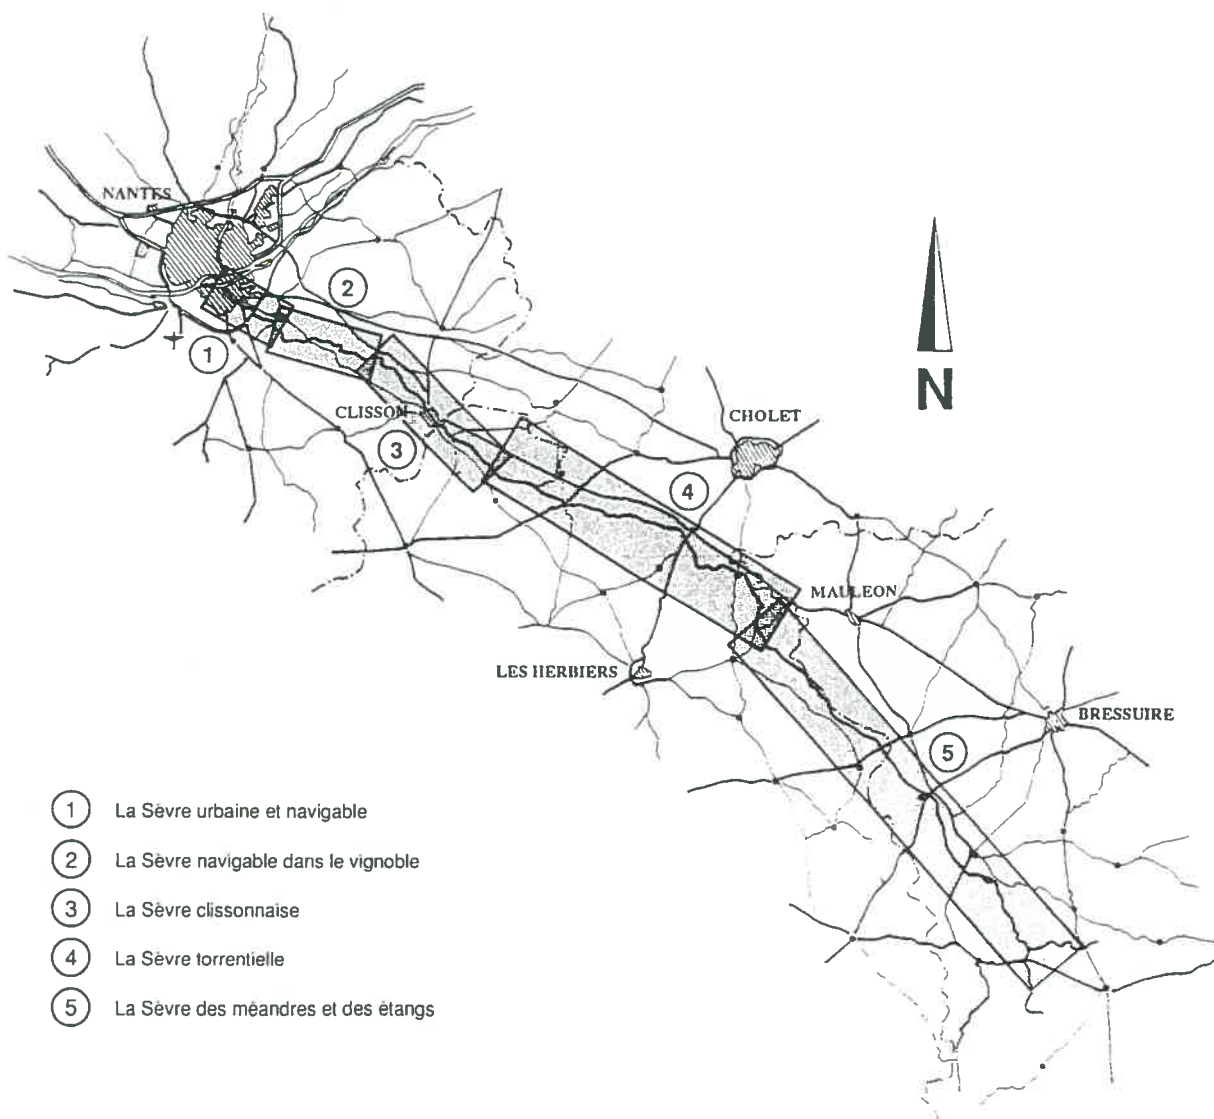 NANTES
2
1
CLISSON
CHOLET
3
4
N
MAULEON
LES HERBIERS
BRESSUIRE
5
1 La Sèvre urbaine et navigable
2 La Sèvre navigable dans le vignoble
3 La Sèvre clissonnaise
4 La Sèvre torrentielle
5 La Sèvre des méandres et des étangs